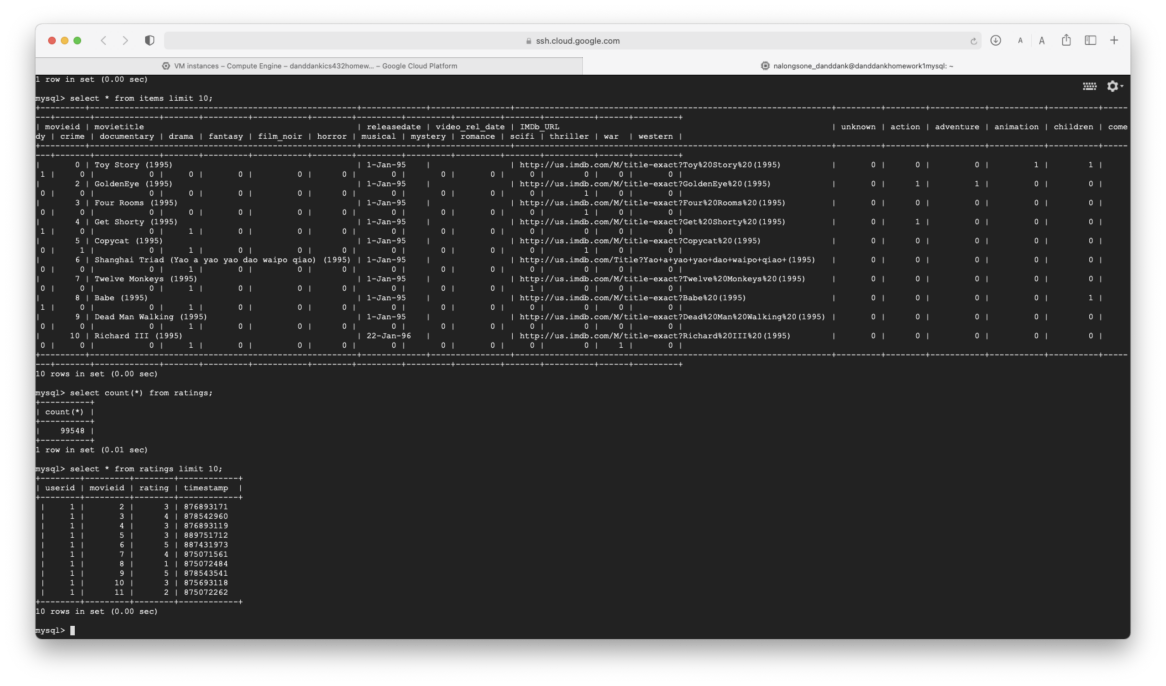 ssh.cloud.google.com
A A
VM instances – Compute Engine – danddankics432homew... – Google Cloud Platform
nalongsone_danddank@danddankhomework1mysql: ~
1 row in set (0.00 sec)
mysql> select * from items limit 10;
| movieid | movietitle | releasedate | video_rel_date | IMDb_URL | unknown | action | adventure | animation | children | come
dy | crime | documentary | drama | fantasy | film_noir | horror | musical | mystery | romance | scifi | thriller | war | western |
| 0 | Toy Story (1995) | 1-Jan-95 | | http://us.imdb.com/M/title-exact?Toy%20Story%20(1995) | 0 | 0 | 0 | 1 | 1 |
1 | 0 | 0 | 0 | 0 | 0 | 0 | 0 | 0 | 0 | 0 | 0 | 0 | 0 |
| 2 | GoldenEye (1995) | 1-Jan-95 | | http://us.imdb.com/M/title-exact?GoldenEye%20(1995) | 0 | 1 | 1 | 0 | 0 |
0 | 0 | 0 | 0 | 0 | 0 | 0 | 0 | 0 | 0 | 0 | 1 | 0 | 0 |
| 3 | Four Rooms (1995) | 1-Jan-95 | | http://us.imdb.com/M/title-exact?Four%20Rooms%20(1995) | 0 | 0 | 0 | 0 | 0 |
0 | 0 | 0 | 0 | 0 | 0 | 0 | 0 | 0 | 0 | 0 | 1 | 0 | 0 |
| 4 | Get Shorty (1995) | 1-Jan-95 | | http://us.imdb.com/M/title-exact?Get%20Shorty%20(1995) | 0 | 1 | 0 | 0 | 0 |
1 | 0 | 0 | 1 | 0 | 0 | 0 | 0 | 0 | 0 | 0 | 0 | 0 | 0 |
| 5 | Copycat (1995) | 1-Jan-95 | | http://us.imdb.com/M/title-exact?Copycat%20(1995) | 0 | 0 | 0 | 0 | 0 |
0 | 1 | 0 | 1 | 0 | 0 | 0 | 0 | 0 | 0 | 0 | 1 | 0 | 0 |
| 6 | Shanghai Triad (Yao a yao yao dao waipo qiao) (1995) | 1-Jan-95 | | http://us.imdb.com/Title?Yao+a+yao+yao+dao+waipo+qiao+(1995) | 0 | 0 | 0 | 0 | 0 |
0 | 0 | 0 | 1 | 0 | 0 | 0 | 0 | 0 | 0 | 0 | 0 | 0 | 0 |
| 7 | Twelve Monkeys (1995) | 1-Jan-95 | | http://us.imdb.com/M/title-exact?Twelve%20Monkeys%20(1995) | 0 | 0 | 0 | 0 | 0 |
0 | 0 | 0 | 1 | 0 | 0 | 0 | 0 | 0 | 0 | 1 | 0 | 0 | 0 |
| 8 | Babe (1995) | 1-Jan-95 | | http://us.imdb.com/M/title-exact?Babe%20(1995) | 0 | 0 | 0 | 0 | 1 |
1 | 0 | 0 | 1 | 0 | 0 | 0 | 0 | 0 | 0 | 0 | 0 | 0 | 0 |
| 9 | Dead Man Walking (1995) | 1-Jan-95 | | http://us.imdb.com/M/title-exact?Dead%20Man%20Walking%20(1995) | 0 | 0 | 0 | 0 | 0 |
0 | 0 | 0 | 1 | 0 | 0 | 0 | 0 | 0 | 0 | 0 | 0 | 0 | 0 |
| 10 | Richard III (1995) | 22-Jan-96 | | http://us.imdb.com/M/title-exact?Richard%20III%20(1995) | 0 | 0 | 0 | 0 | 0 |
0 | 0 | 0 | 1 | 0 | 0 | 0 | 0 | 0 | 0 | 0 | 0 | 1 | 0 |
10 rows in set (0.00 sec)
mysql> select count(*) from ratings;
| count(*) |
| 99548 |
1 row in set (0.01 sec)
mysql> select * from ratings limit 10;
| userid | movieid | rating | timestamp |
| 1 | 2 | 3 | 876893171
| 1 | 3 | 4 | 878542960
| 1 | 4 | 3 | 876893119
| 1 | 5 | 3 | 889751712
| 1 | 6 | 5 | 887431973
| 1 | 7 | 4 | 875071561
| 1 | 8 | 1 | 875072484
| 1 | 9 | 5 | 878543541
| 1 | 10 | 3 | 875693118
| 1 | 11 | 2 | 875072262
10 rows in set (0.00 sec)
mysql>